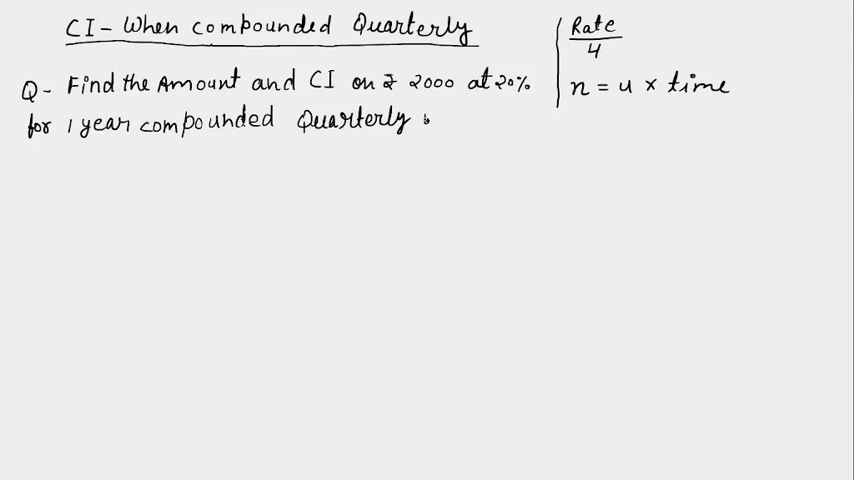 CI - When compounded Quarterly
Q- Find the Amount and CI on ₹ 2000 at 20%
for 1 year compounded Quarterly.
Rate
4
n = 4 × time